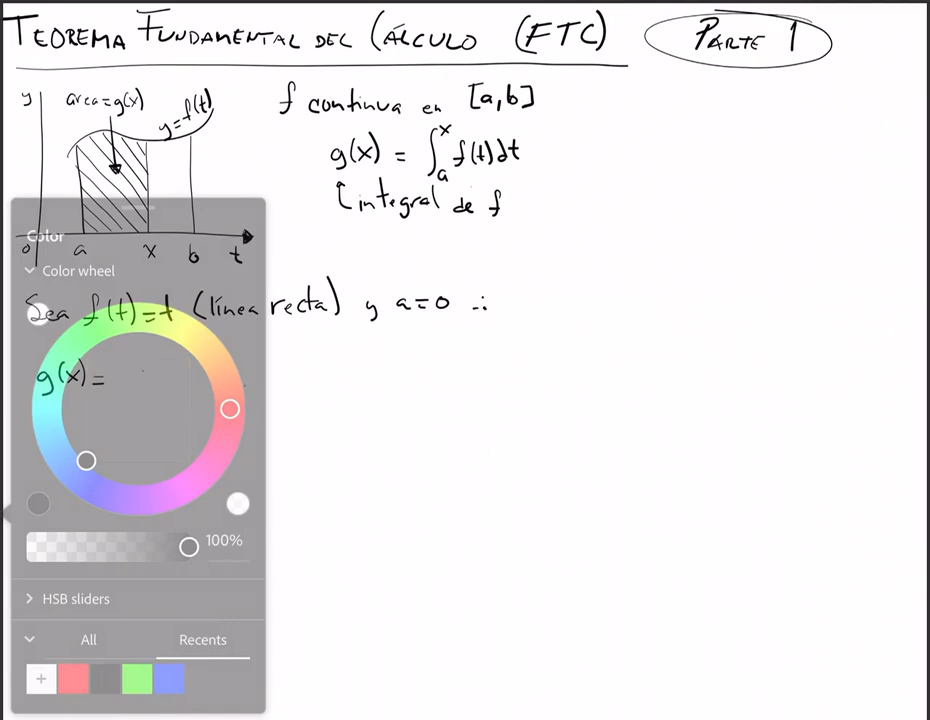 TEOREMA FUNDAMENTAL DEL CÁLCULO (FTC) PARTE 1
y area=g(x) y=f(t)
f continua en [a,b]
g(x) = ∫ₐˣ f(t)dt
integral de f
0 a x b t
Color
Color wheel
Sea f(t)=t (línea recta) y a=0 ∴
g(x)=
100%
HSB sliders
All Recents
+